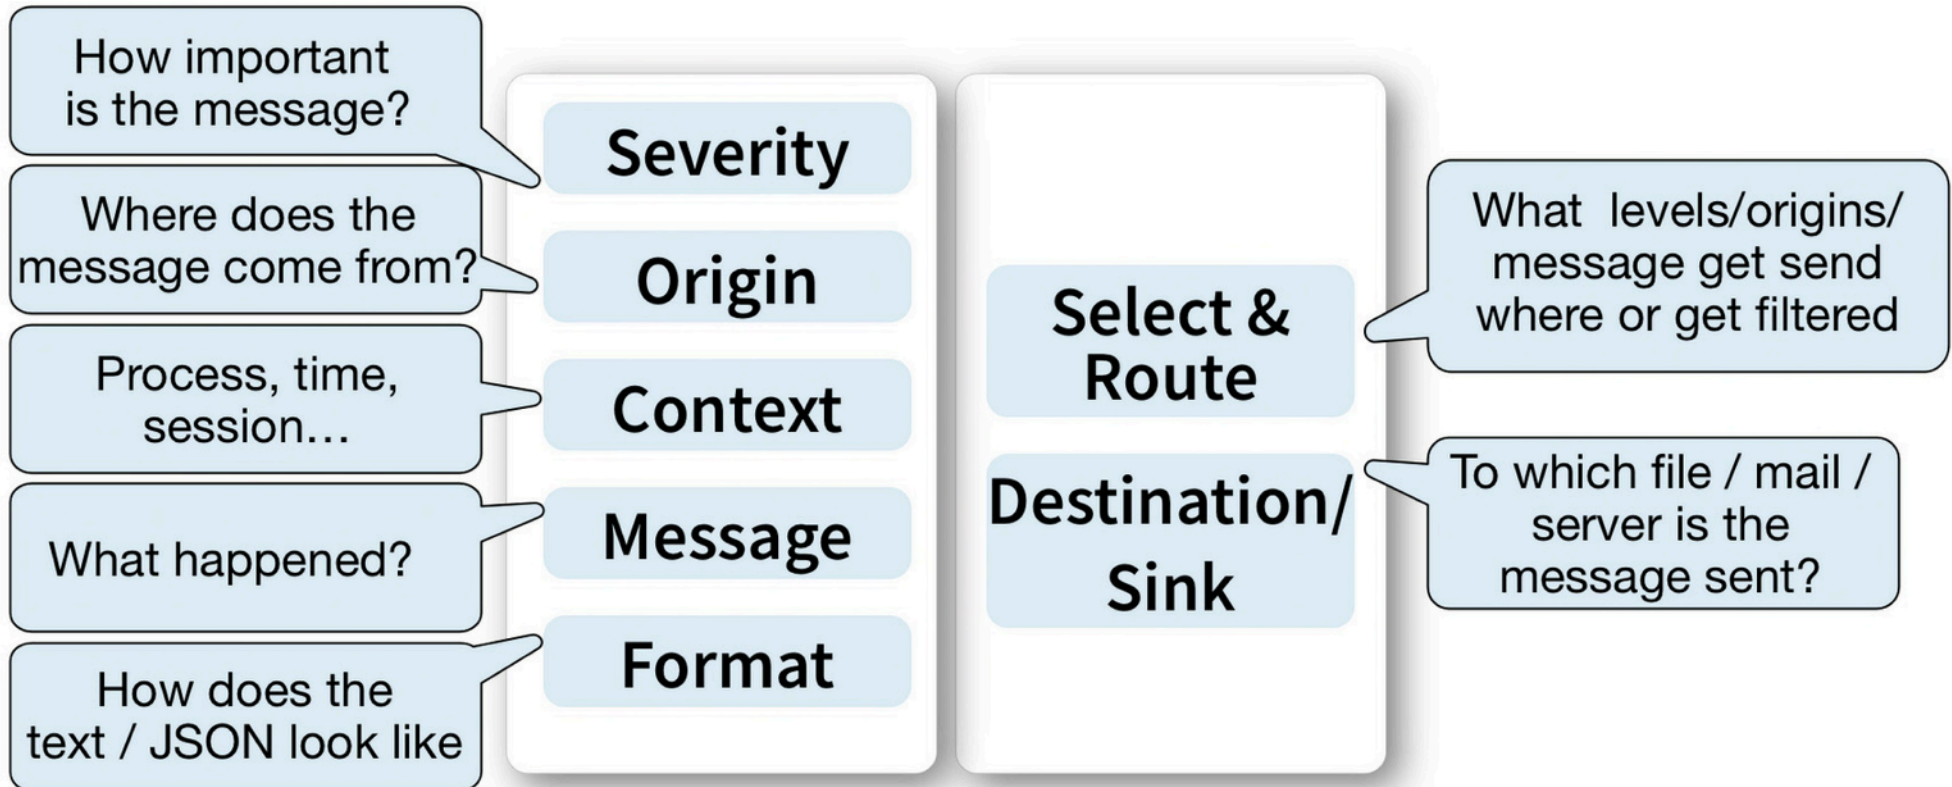 How important
is the message?
Where does the
message come from?
Process, time,
session…
What happened?
How does the
text / JSON look like
Severity
Origin
Context
Message
Format
Select &
Route
Destination/
Sink
What  levels/origins/
message get send
where or get filtered
To which file / mail /
server is the
message sent?